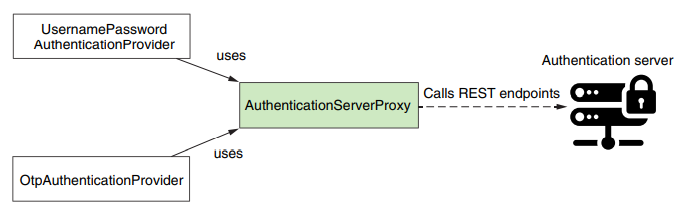 UsernamePassword
AuthenticationProvider
uses
Authentication server
AuthenticationServerProxy
Calls REST endpoints
uses
OtpAuthenticationProvider